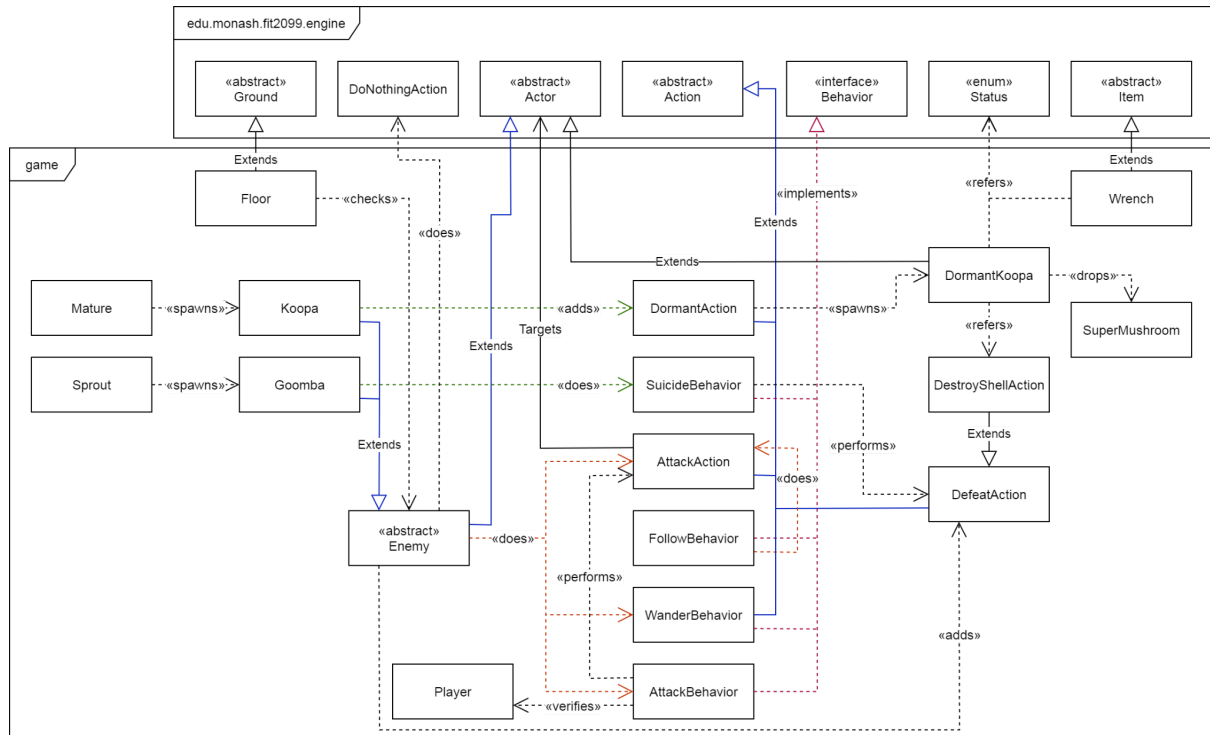 edu.monash.fit2099.engine
«abstract»
Ground
DoNothingAction
«abstract»
Actor
«abstract»
Action
«interface»
Behavior
«enum»
Status
«abstract»
Item
game
Extends
Extends
Floor
«checks»
«implements»
«refers»
Wrench
Extends
«does»
Extends
DormantKoopa
«drops»
Mature
«spawns»
Koopa
«adds»
DormantAction
«spawns»
SuperMushroom
Targets
«refers»
Extends
Sprout
«spawns»
Goomba
«does»
SuicideBehavior
DestroyShellAction
Extends
Extends
«performs»
AttackAction
«does»
DefeatAction
«abstract»
Enemy
«does»
FollowBehavior
«performs»
WanderBehavior
«adds»
Player
«verifies»
AttackBehavior